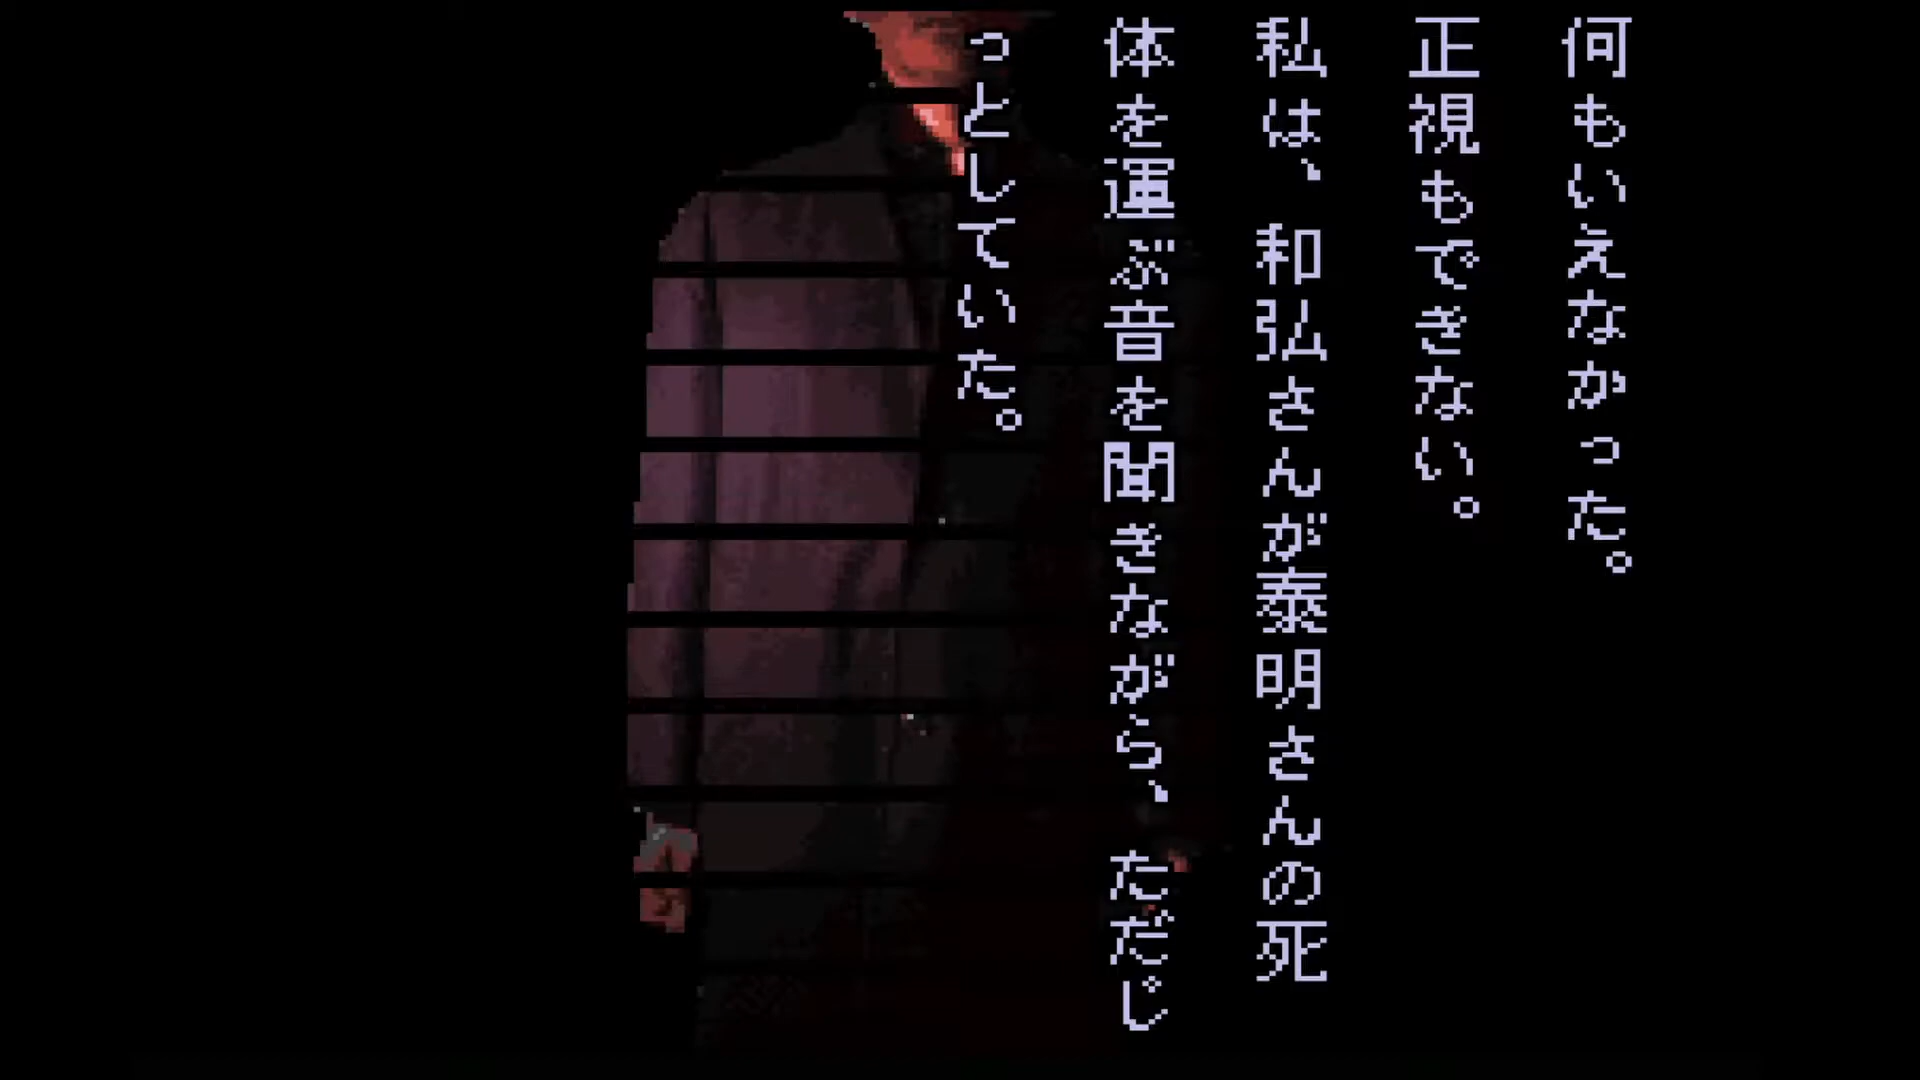 何もいえなかった。
正視もできない。
私は、和弘さんが泰明さんの死
体を運ぶ音を聞きながら、ただじ
っとしていた。